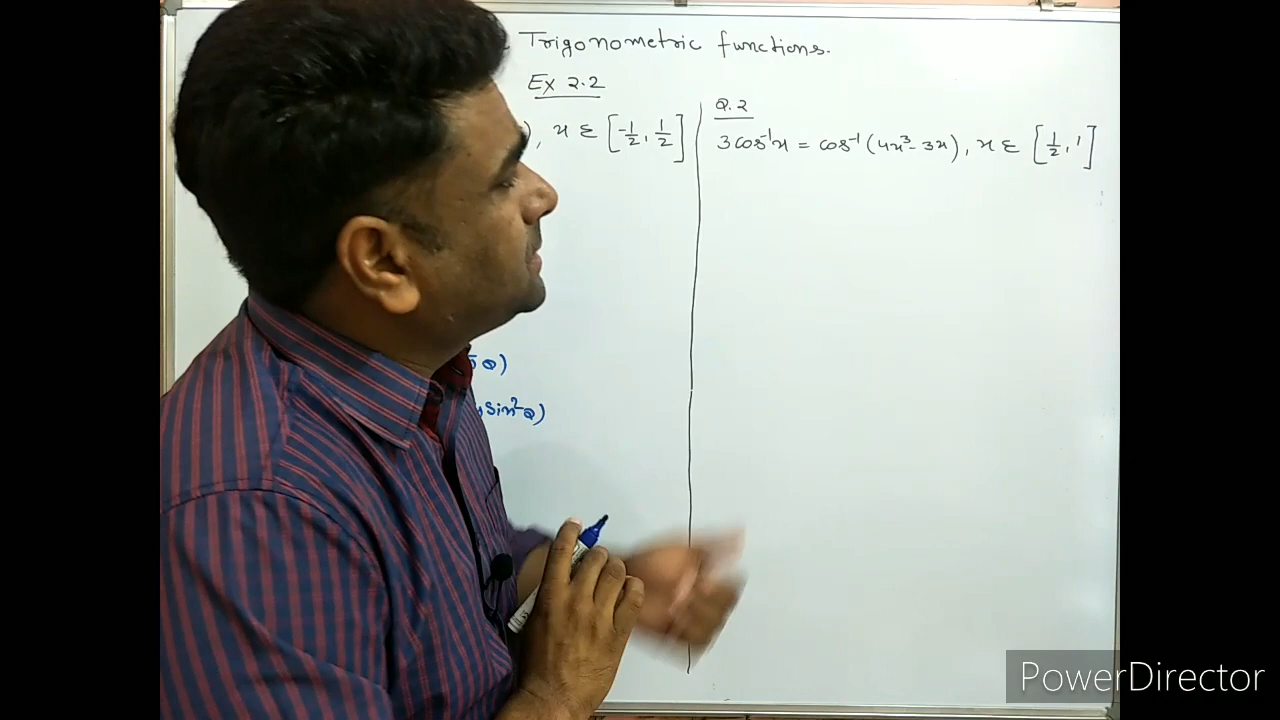 Trigonometric functions.
Ex 2.2
), x ∈ [-1/2, 1/2]
θ)
sin²θ)
Q.2
3cos⁻¹x = cos⁻¹(4x³-3x), x ∈ [1/2, 1]
PowerDirector